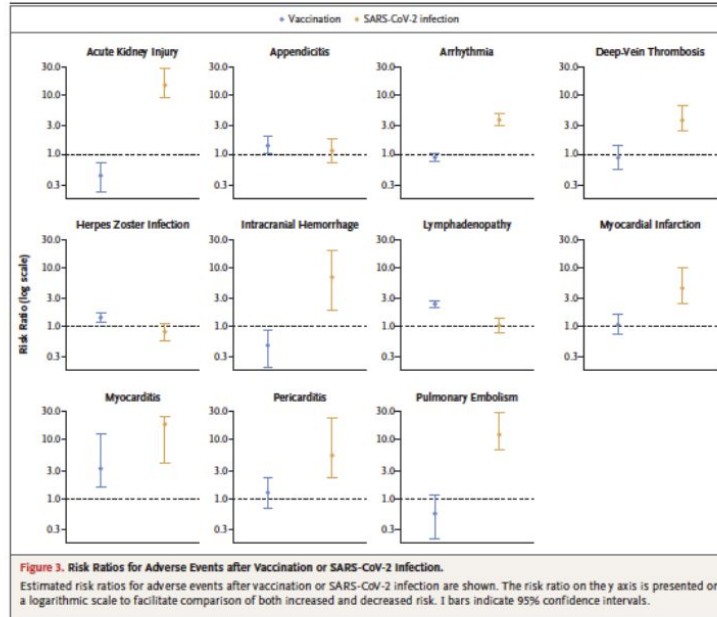 Vaccination SARS-CoV-2 infection
Acute Kidney Injury Appendicitis Arrhythmia Deep-Vein Thrombosis
30.0 30.0 30.0 30.0
10.0 10.0 10.0 10.0
3.0 3.0 3.0 3.0
1.0 1.0 1.0 1.0
0.3 0.3 0.3 0.3
Risk Ratio (log scale)
Herpes Zoster Infection Intracranial Hemorrhage Lymphadenopathy Myocardial Infarction
30.0 30.0 30.0 30.0
10.0 10.0 10.0 10.0
3.0 3.0 3.0 3.0
1.0 1.0 1.0 1.0
0.3 0.3 0.3 0.3
Myocarditis Pericarditis Pulmonary Embolism
30.0 30.0 30.0
10.0 10.0 10.0
3.0 3.0 3.0
1.0 1.0 1.0
0.3 0.3 0.3
Figure 3. Risk Ratios for Adverse Events after Vaccination or SARS-CoV-2 Infection.
Estimated risk ratios for adverse events after vaccination or SARS-CoV-2 infection are shown. The risk ratio on the y axis is presented on
a logarithmic scale to facilitate comparison of both increased and decreased risk. I bars indicate 95% confidence intervals.